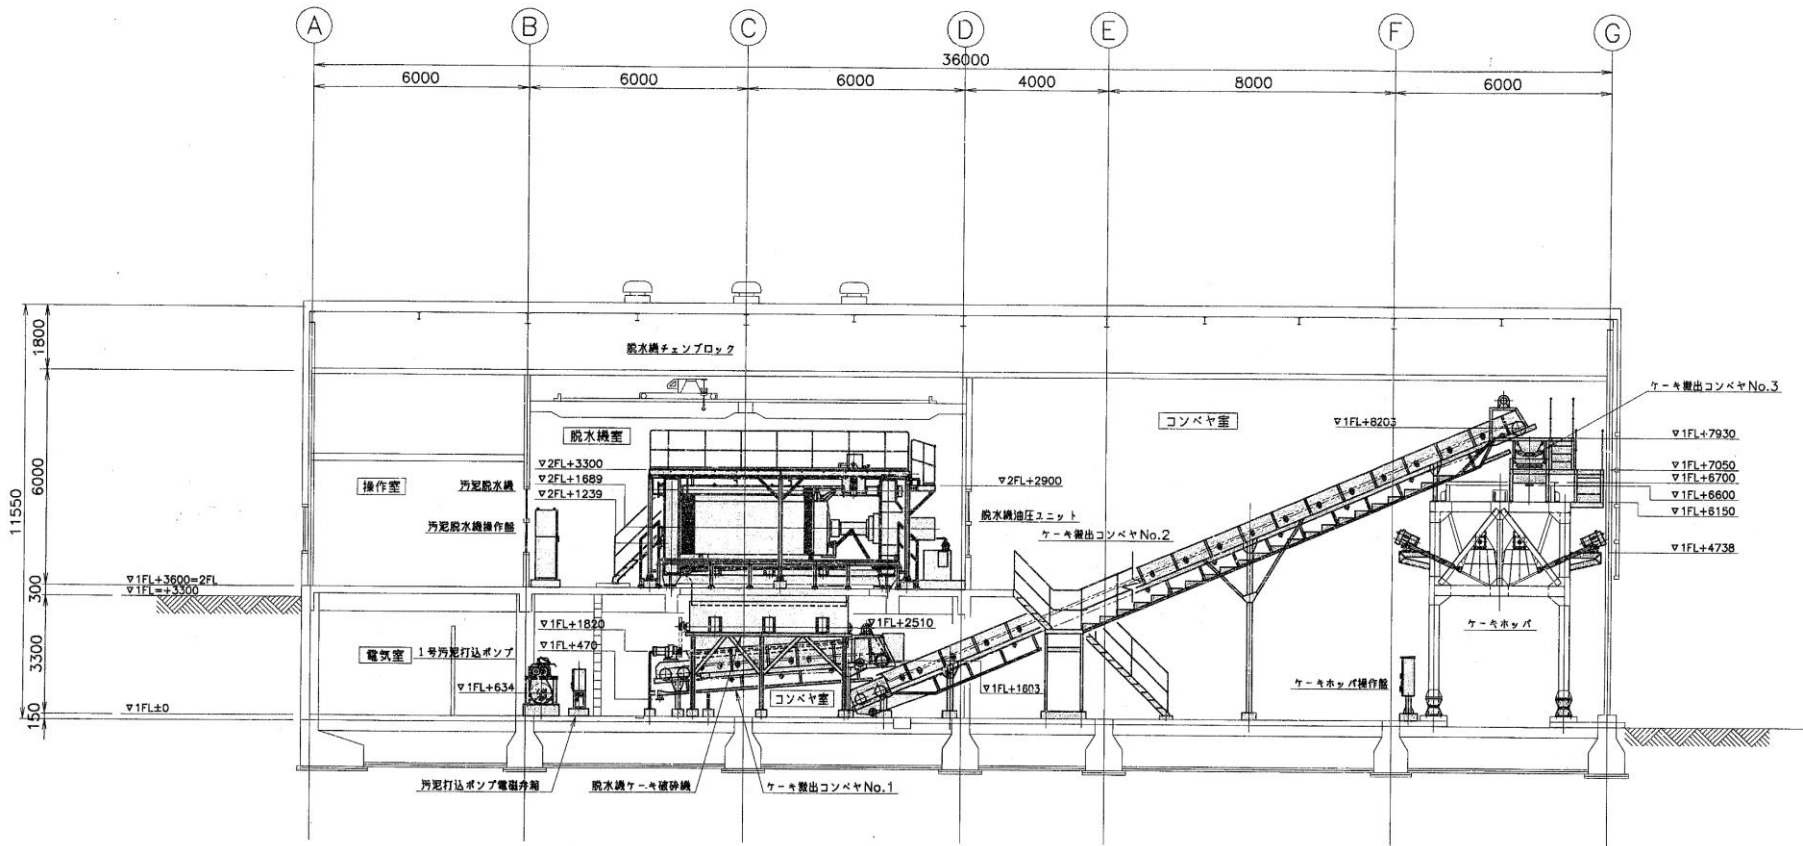 A B C D E F G
36000
6000 6000 6000 4000 8000 6000
1800
脱水機チェンブロック
ケーキ搬出コンベヤNo.3
コンベヤ室
▽1FL+8203
脱水機室
▽1FL+7930
▽2FL+3300
▽1FL+7050
6000
操作室
汚泥脱水機
▽2FL+1689
▽2FL+2900
▽1FL+6700
▽2FL+1239
▽1FL+6600
11550
汚泥脱水機操作盤
脱水機油圧ユニット
▽1FL+6150
ケーキ搬出コンベヤNo.2
▽1FL+4738
▽1FL+3600=2FL
300
▽1FL=+3300
▽1FL+1820
▽1FL+2510
ケーキホッパ
3300
電気室
1号汚泥打込ポンプ
▽1FL+470
▽1FL+634
コンベヤ室
▽1FL+1603
ケーキホッパ操作盤
▽1FL±0
150
汚泥打込ポンプ電磁弁箱
脱水機ケーキ破砕機
ケーキ搬出コンベヤNo.1